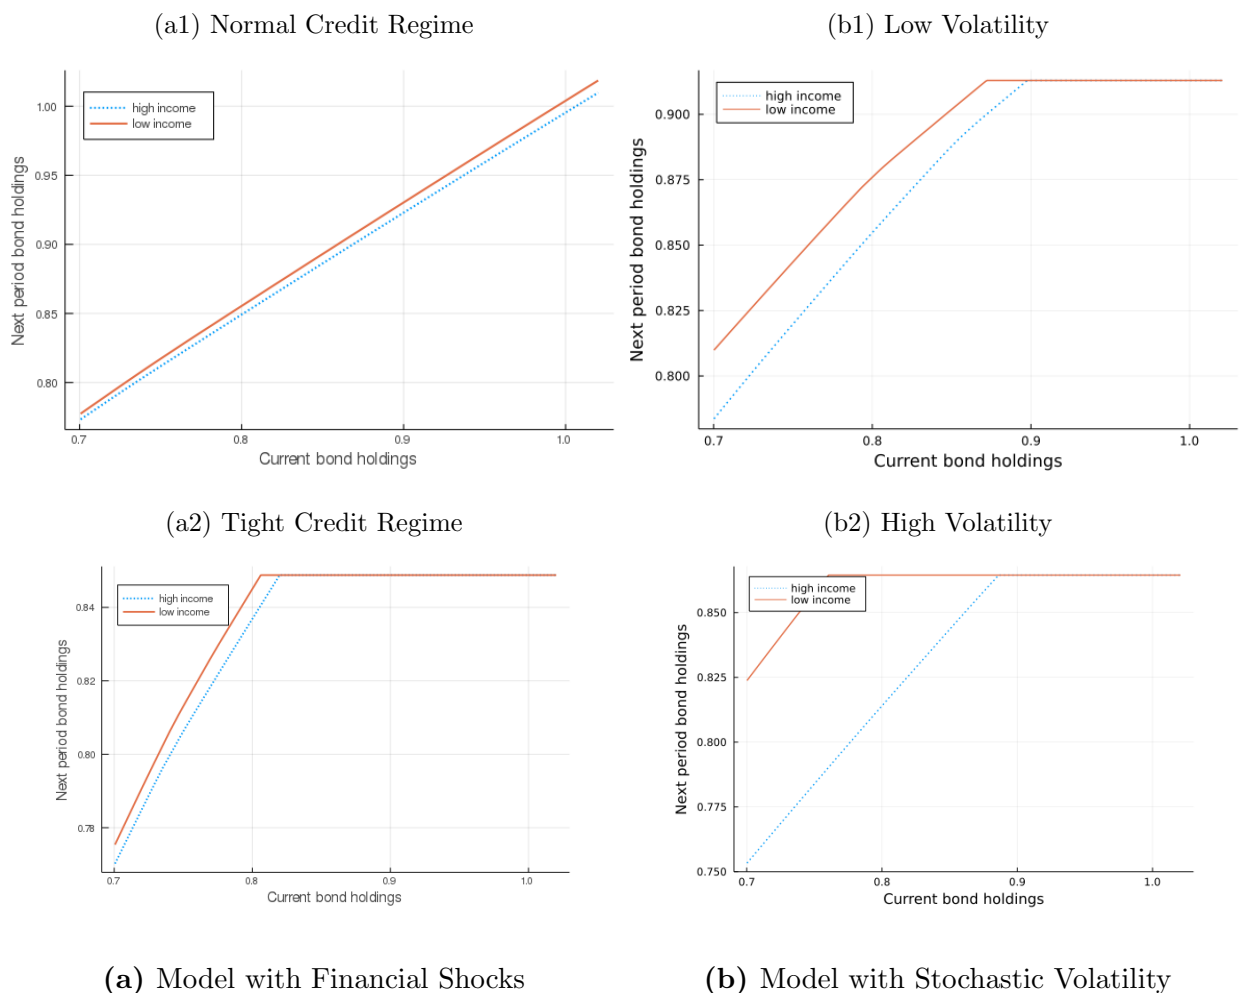 (a1) Normal Credit Regime
1.00
0.95
0.90
0.85
0.80
Next period bond holdings
high income
low income
0.7
0.8
0.9
1.0
Current bond holdings
(b1) Low Volatility
0.900
0.875
0.850
0.825
0.800
Next period bond holdings
high income
low income
0.7
0.8
0.9
1.0
Current bond holdings
(a2) Tight Credit Regime
0.84
0.82
0.80
0.78
Next period bond holdings
high income
low income
0.7
0.8
0.9
1.0
Current bond holdings
(b2) High Volatility
0.850
0.825
0.800
0.775
0.750
Next period bond holdings
high income
low income
0.7
0.8
0.9
1.0
Current bond holdings
(a) Model with Financial Shocks
(b) Model with Stochastic Volatility